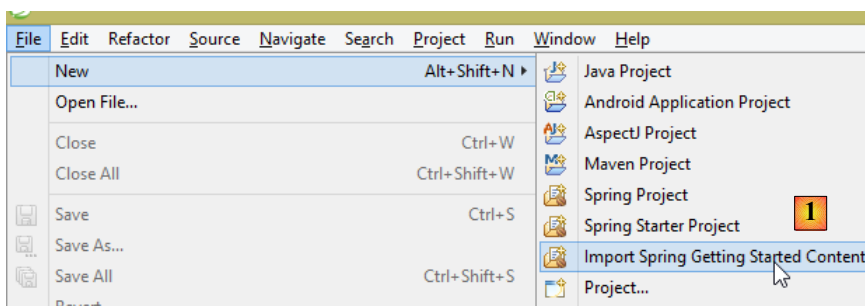 File Edit Refactor Source Navigate Search Project Run Window Help
New Alt+Shift+N
Open File...
Close Ctrl+W
Close All Ctrl+Shift+W
Save Ctrl+S
Save As...
Save All Ctrl+Shift+S
Revert
Java Project
Android Application Project
AspectJ Project
Maven Project
Spring Project
Spring Starter Project
1
Import Spring Getting Started Content
Project...